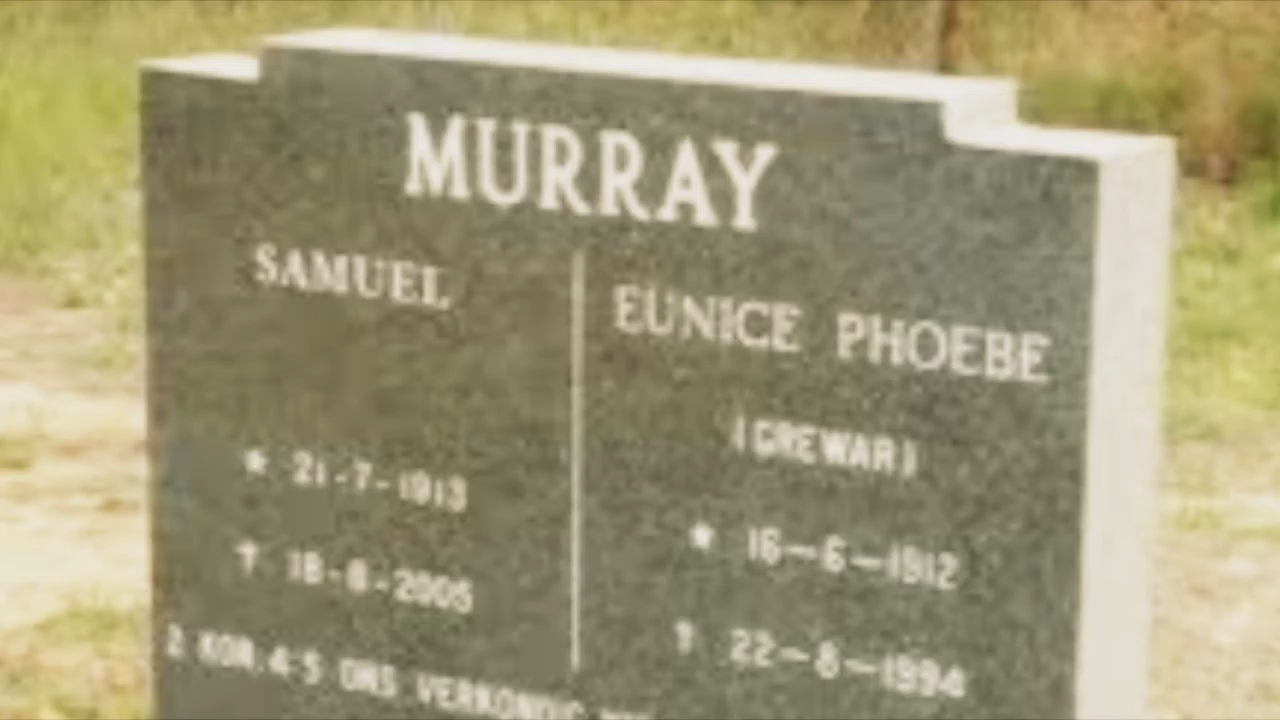 MURRAY
SAMUEL
★ 21-7-1913
† 18-8-2005
EUNICE PHOEBE
(GREWAR)
★ 16-6-1912
† 22-8-1994
2 KOR. 4:5 ONS